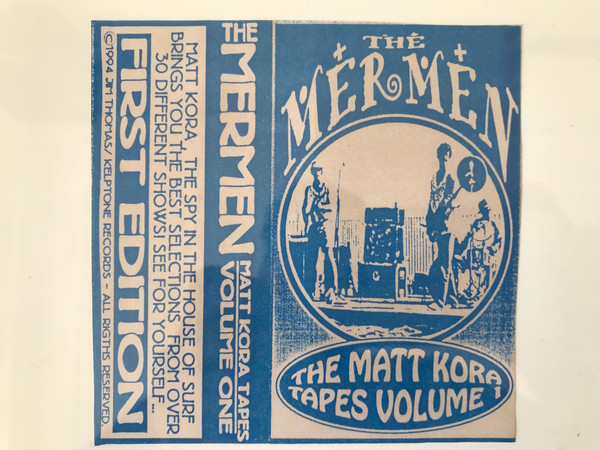 THE
MERMEN
THE MATT KORA
TAPES VOLUME 1
THE
MERMEN
MATT KORA TAPES
VOLUME ONE
MATT KORA, THE SPY IN THE HOUSE OF SURF
BRINGS YOU THE BEST SELECTIONS FROM OVER
30 DIFFERENT SHOWS! SEE FOR YOURSELF...
FIRST EDITION
©1994 JIM THOMAS/ KELPTONE RECORDS - ALL RIGTHS RESERVED.